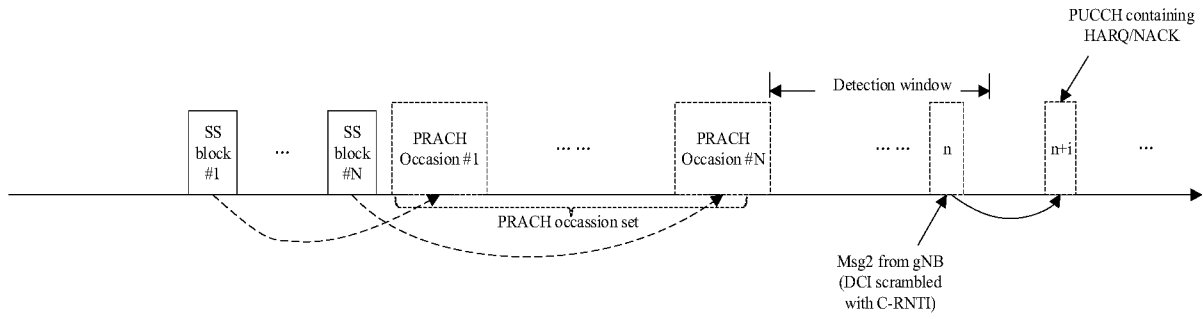 PUCCH containing
HARQ/NACK
Detection window
SS
block
#1
...
SS
block
#N
PRACH
Occasion #1
... ...
PRACH
Occasion #N
... ...
n
n+i
...
PRACH occassion set
Msg2 from gNB
(DCI scrambled
with C-RNTI)